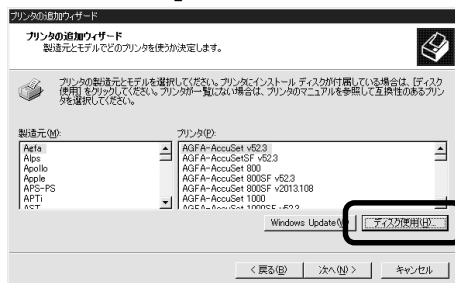 プリンタの追加ウィザード
プリンタの追加ウィザード
製造元とモデルでどのプリンタを使うか決定します。
プリンタの製造元とモデルを選択してください。プリンタにインストール ディスクが付属している場合は、[ディスク
使用] をクリックしてください。プリンタが一覧にない場合は、プリンタのマニュアルを参照して互換性のあるプリン
タを選択してください。
製造元(M):
Agfa
Alps
Apollo
Apple
APS-PS
APTi
AST
プリンタ(P):
AGFA-AccuSet v52.3
AGFA-AccuSetSF v52.3
AGFA-AccuSet 800
AGFA-AccuSet 800SF v52.3
AGFA-AccuSet 800SF v2013.108
AGFA-AccuSet 1000
AGFA-AccuSet 1000SF v52.3
Windows Update
ディスク使用(H)...
< 戻る(B)
次へ(N) >
キャンセル